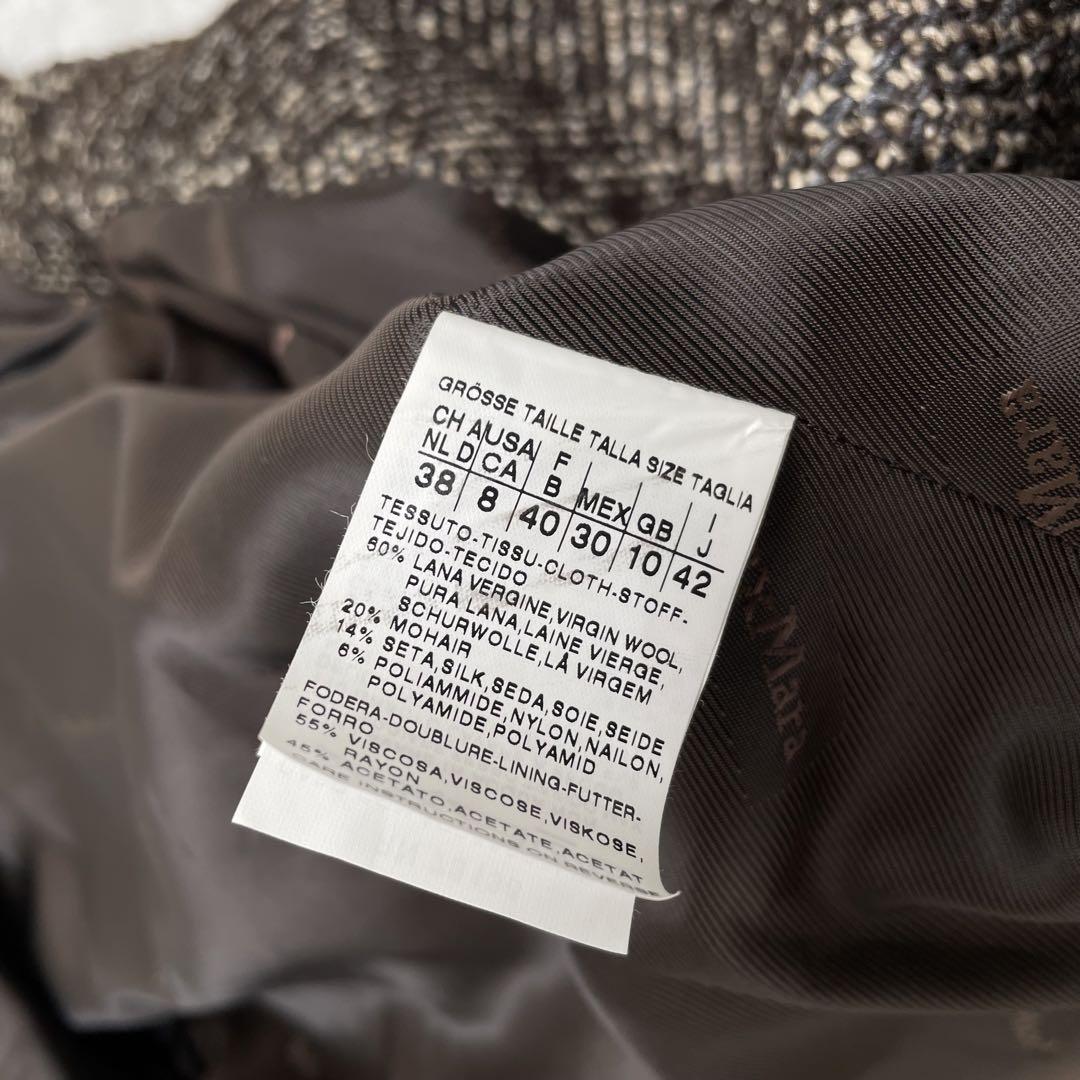 GRÖSSE TAILLE TALLA SIZE TAGLIA
CH A USA F MEX GB I
NL D CA B J
38 8 40 30 10 42
TESSUTO-TISSU-CLOTH-STOFF-
TEJIDO-TECIDO
60% LANA VERGINE,VIRGIN WOOL,
PURA LANA,LAINE VIERGE,
SCHURWOLLE,LÃ VIRGEM
20% MOHAIR
14% SETA,SILK,SEDA,SOIE SEIDE
6% POLIAMMIDE,NYLON,NAILON,
POLYAMIDE,POLYAMID
FODERA-DOUBLURE-LINING-FUTTER-
FORRO
55% VISCOSA,VISCOSE,VISKOSE,
RAYON
45% ACETATO,ACETATE,ACETAT
CARE INSTRUCTIONS ON REVERSE
Mara
x Mara